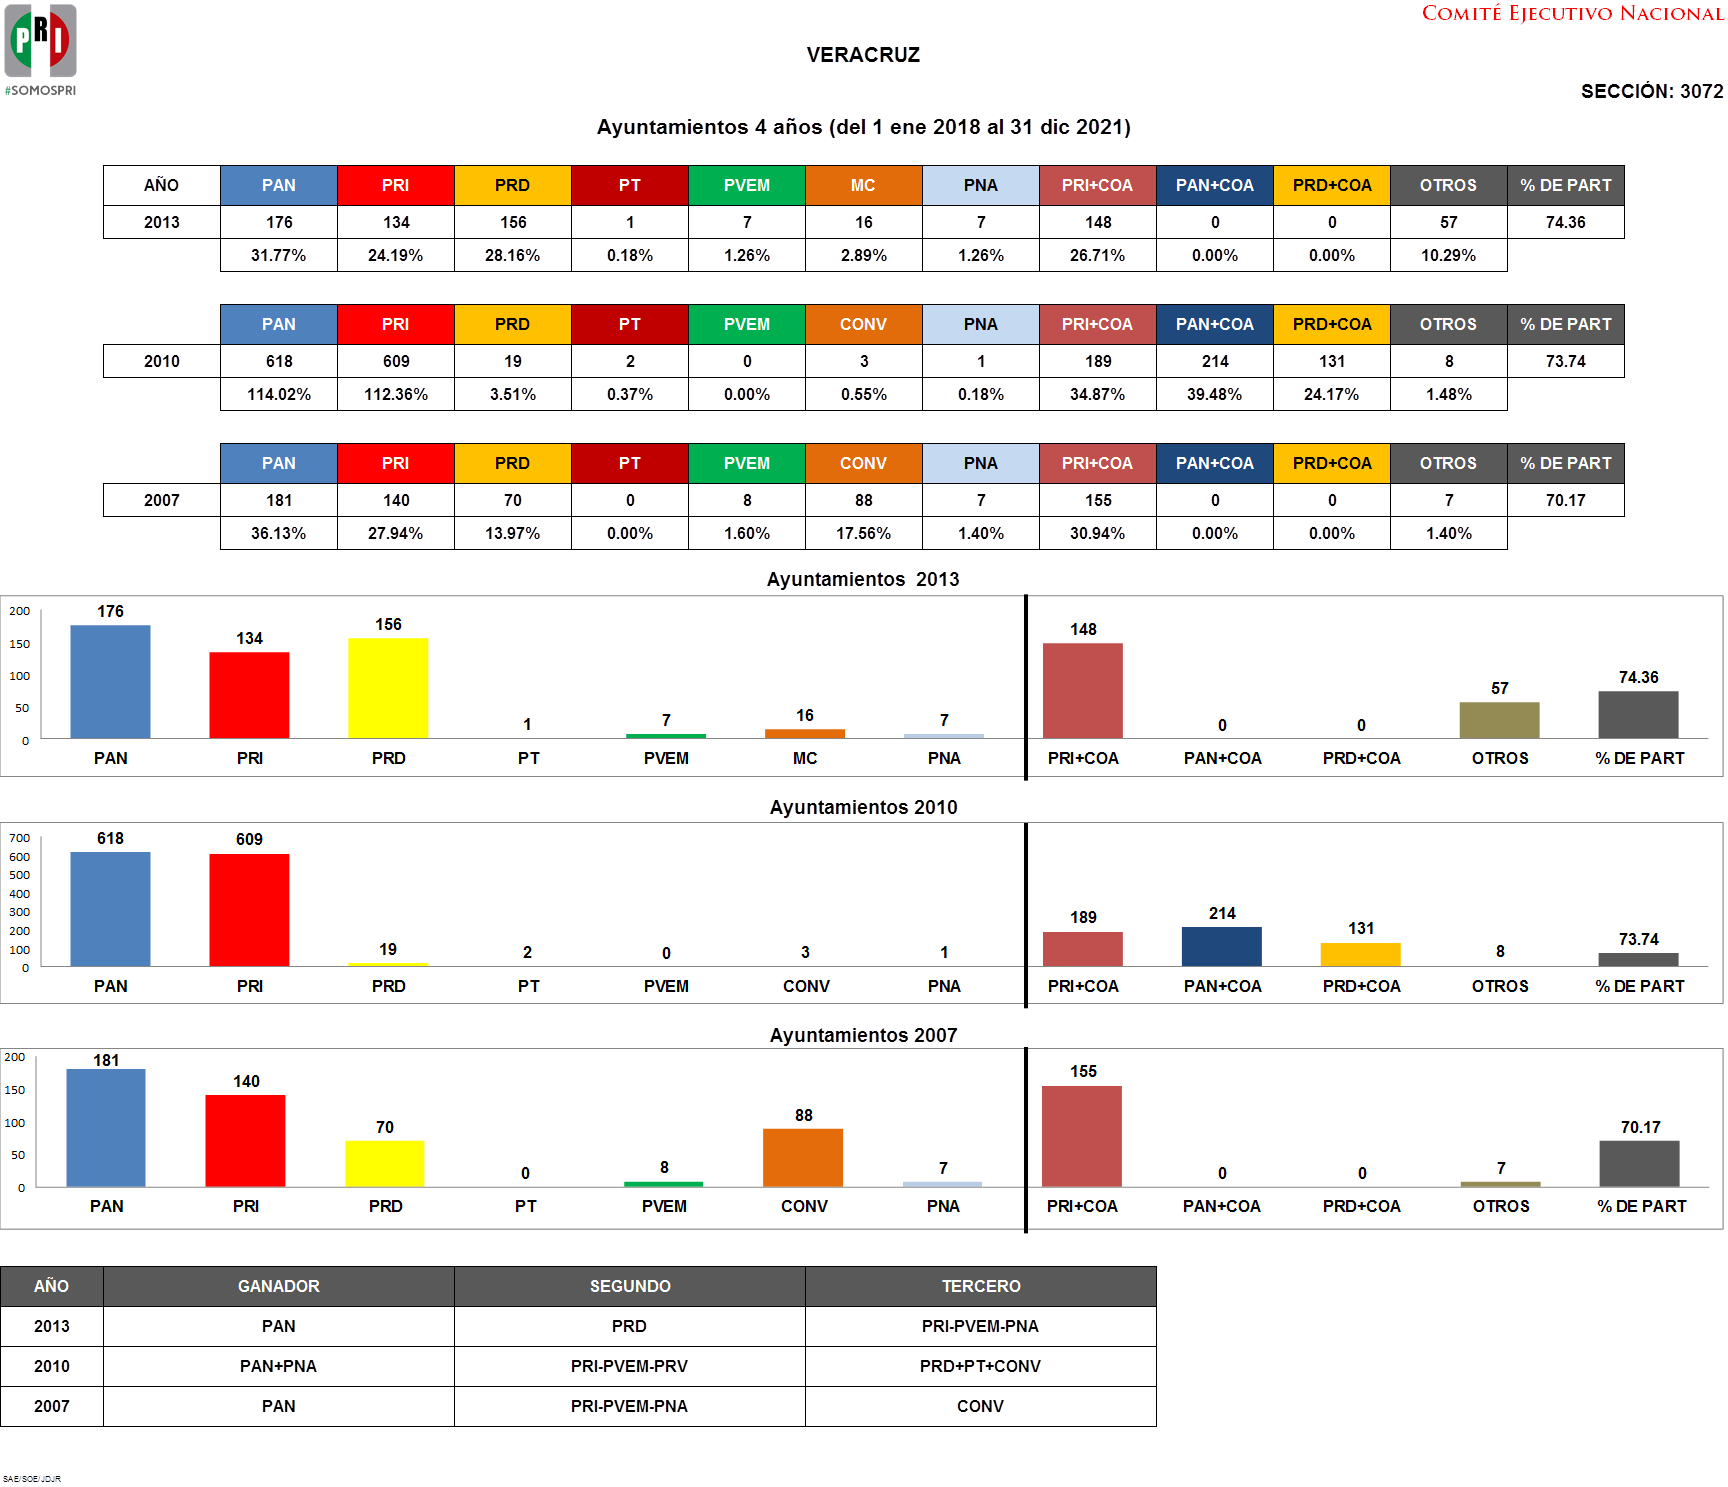 PRI
#SOMOSPRI
COMITÉ EJECUTIVO NACIONAL
VERACRUZ
SECCIÓN: 3072
Ayuntamientos 4 años (del 1 ene 2018 al 31 dic 2021)
AÑO PAN PRI PRD PT PVEM MC PNA PRI+COA PAN+COA PRD+COA OTROS % DE PART
2013 176 134 156 1 7 16 7 148 0 0 57 74.36
31.77% 24.19% 28.16% 0.18% 1.26% 2.89% 1.26% 26.71% 0.00% 0.00% 10.29%
PAN PRI PRD PT PVEM CONV PNA PRI+COA PAN+COA PRD+COA OTROS % DE PART
2010 618 609 19 2 0 3 1 189 214 131 8 73.74
114.02% 112.36% 3.51% 0.37% 0.00% 0.55% 0.18% 34.87% 39.48% 24.17% 1.48%
PAN PRI PRD PT PVEM CONV PNA PRI+COA PAN+COA PRD+COA OTROS % DE PART
2007 181 140 70 0 8 88 7 155 0 0 7 70.17
36.13% 27.94% 13.97% 0.00% 1.60% 17.56% 1.40% 30.94% 0.00% 0.00% 1.40%
Ayuntamientos 2013
200
150
100
50
0
176 134 156 1 7 16 7 148 0 0 57 74.36
PAN PRI PRD PT PVEM MC PNA PRI+COA PAN+COA PRD+COA OTROS % DE PART
Ayuntamientos 2010
700
600
500
400
300
200
100
0
618 609 19 2 0 3 1 189 214 131 8 73.74
PAN PRI PRD PT PVEM CONV PNA PRI+COA PAN+COA PRD+COA OTROS % DE PART
Ayuntamientos 2007
200
150
100
50
0
181 140 70 0 8 88 7 155 0 0 7 70.17
PAN PRI PRD PT PVEM CONV PNA PRI+COA PAN+COA PRD+COA OTROS % DE PART
AÑO GANADOR SEGUNDO TERCERO
2013 PAN PRD PRI-PVEM-PNA
2010 PAN+PNA PRI-PVEM-PRV PRD+PT+CONV
2007 PAN PRI-PVEM-PNA CONV
SAE/SOE/JDJR